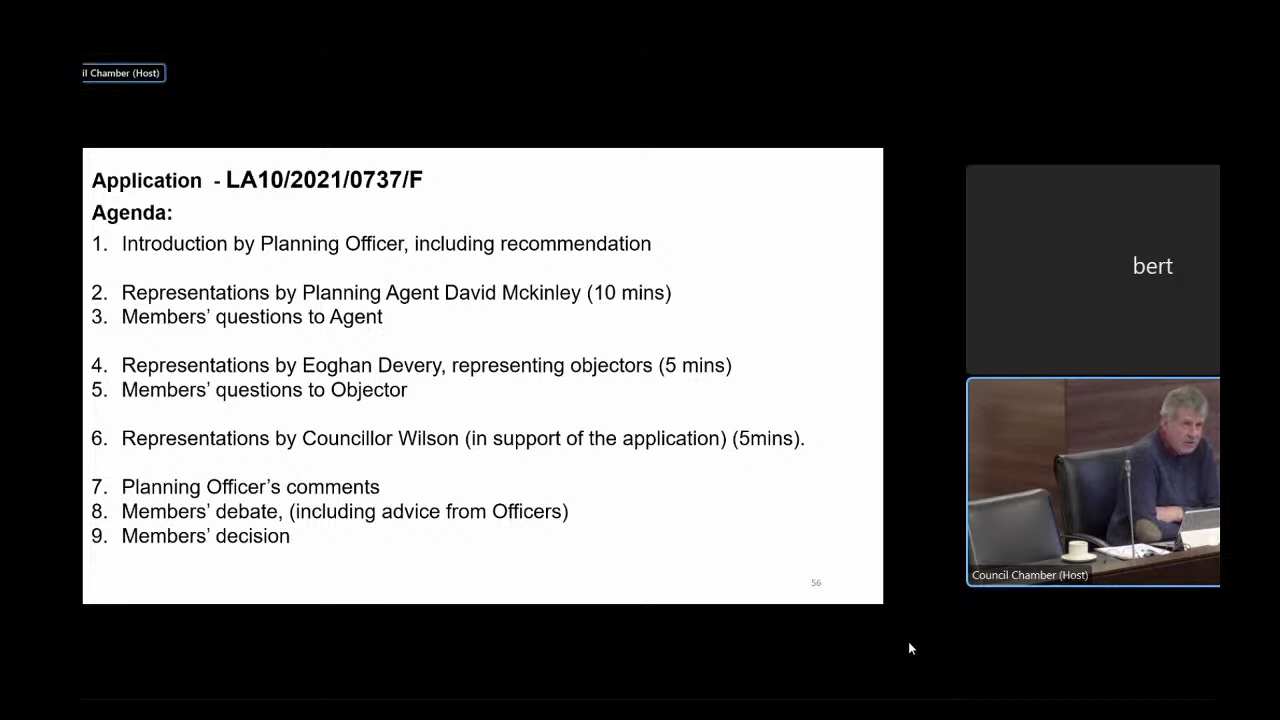 il Chamber (Host)
Application - LA10/2021/0737/F
Agenda:
1. Introduction by Planning Officer, including recommendation
2. Representations by Planning Agent David Mckinley (10 mins)
3. Members' questions to Agent
4. Representations by Eoghan Devery, representing objectors (5 mins)
5. Members' questions to Objector
6. Representations by Councillor Wilson (in support of the application) (5mins).
7. Planning Officer's comments
8. Members' debate, (including advice from Officers)
9. Members' decision
56
bert
Council Chamber (Host)